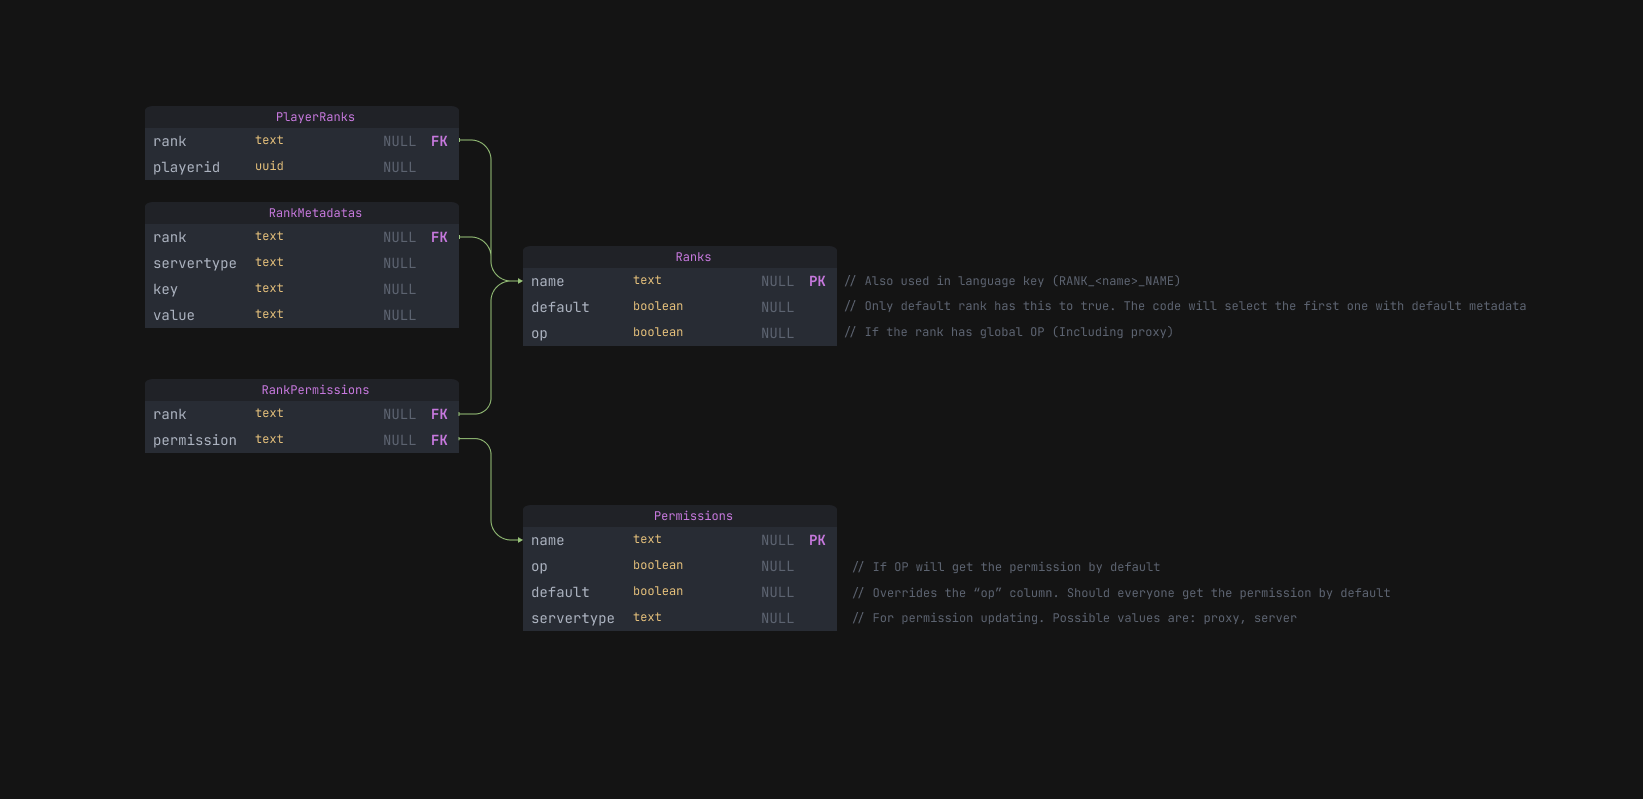 PlayerRanks
rank text NULL FK
playerid uuid NULL
RankMetadatas
rank text NULL FK
servertype text NULL
key text NULL
value text NULL
RankPermissions
rank text NULL FK
permission text NULL FK
Ranks
name text NULL PK // Also used in language key (RANK_<name>_NAME)
default boolean NULL // Only default rank has this to true. The code will select the first one with default metadata
op boolean NULL // If the rank has global OP (Including proxy)
Permissions
name text NULL PK
op boolean NULL // If OP will get the permission by default
default boolean NULL // Overrides the “op” column. Should everyone get the permission by default
servertype text NULL // For permission updating. Possible values are: proxy, server